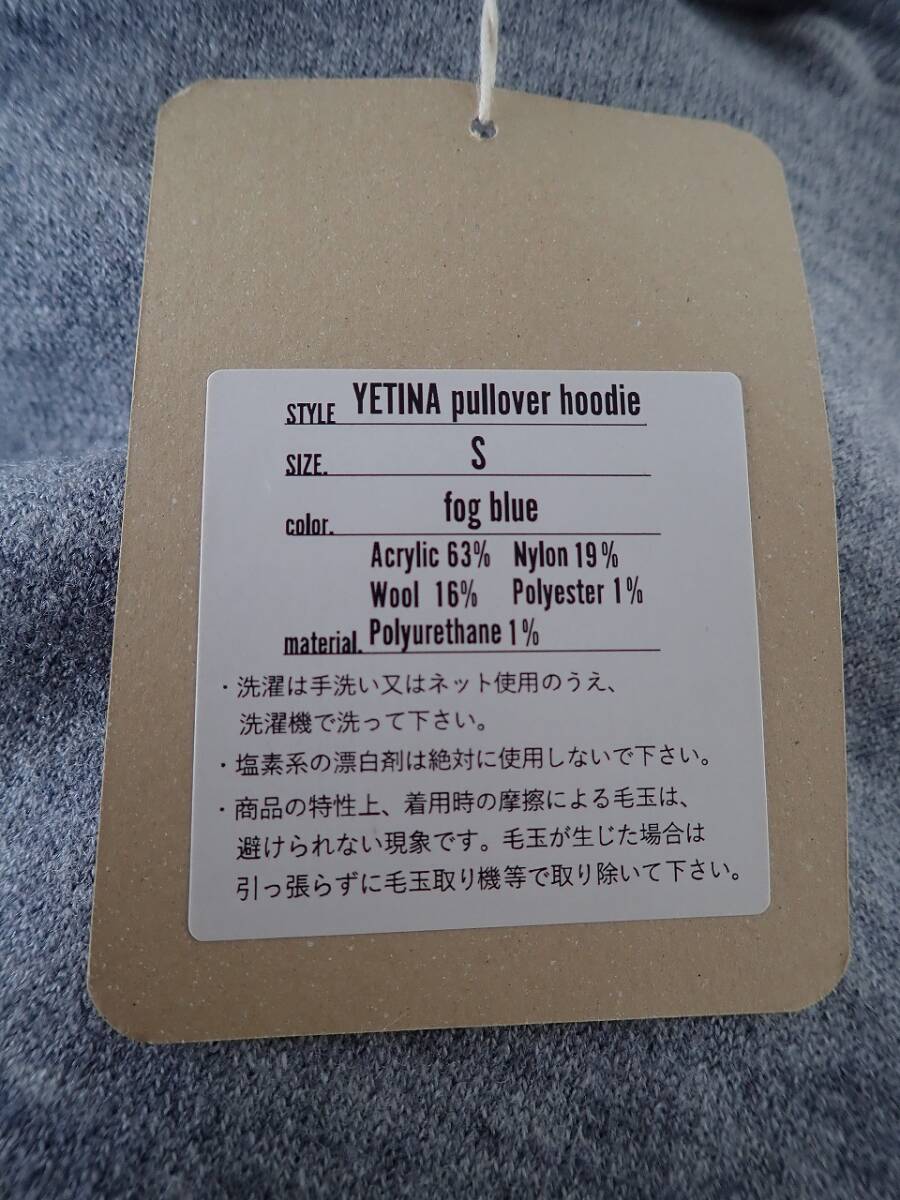 STYLE YETINA pullover hoodie
SIZE. S
color. fog blue
Acrylic 63% Nylon 19%
Wool 16% Polyester 1%
material. Polyurethane 1%
・洗濯は手洗い又はネット使用のうえ、
洗濯機で洗って下さい。
・塩素系の漂白剤は絶対に使用しないで下さい。
・商品の特性上、着用時の摩擦による毛玉は、
避けられない現象です。毛玉が生じた場合は
引っ張らずに毛玉取り機等で取り除いて下さい。